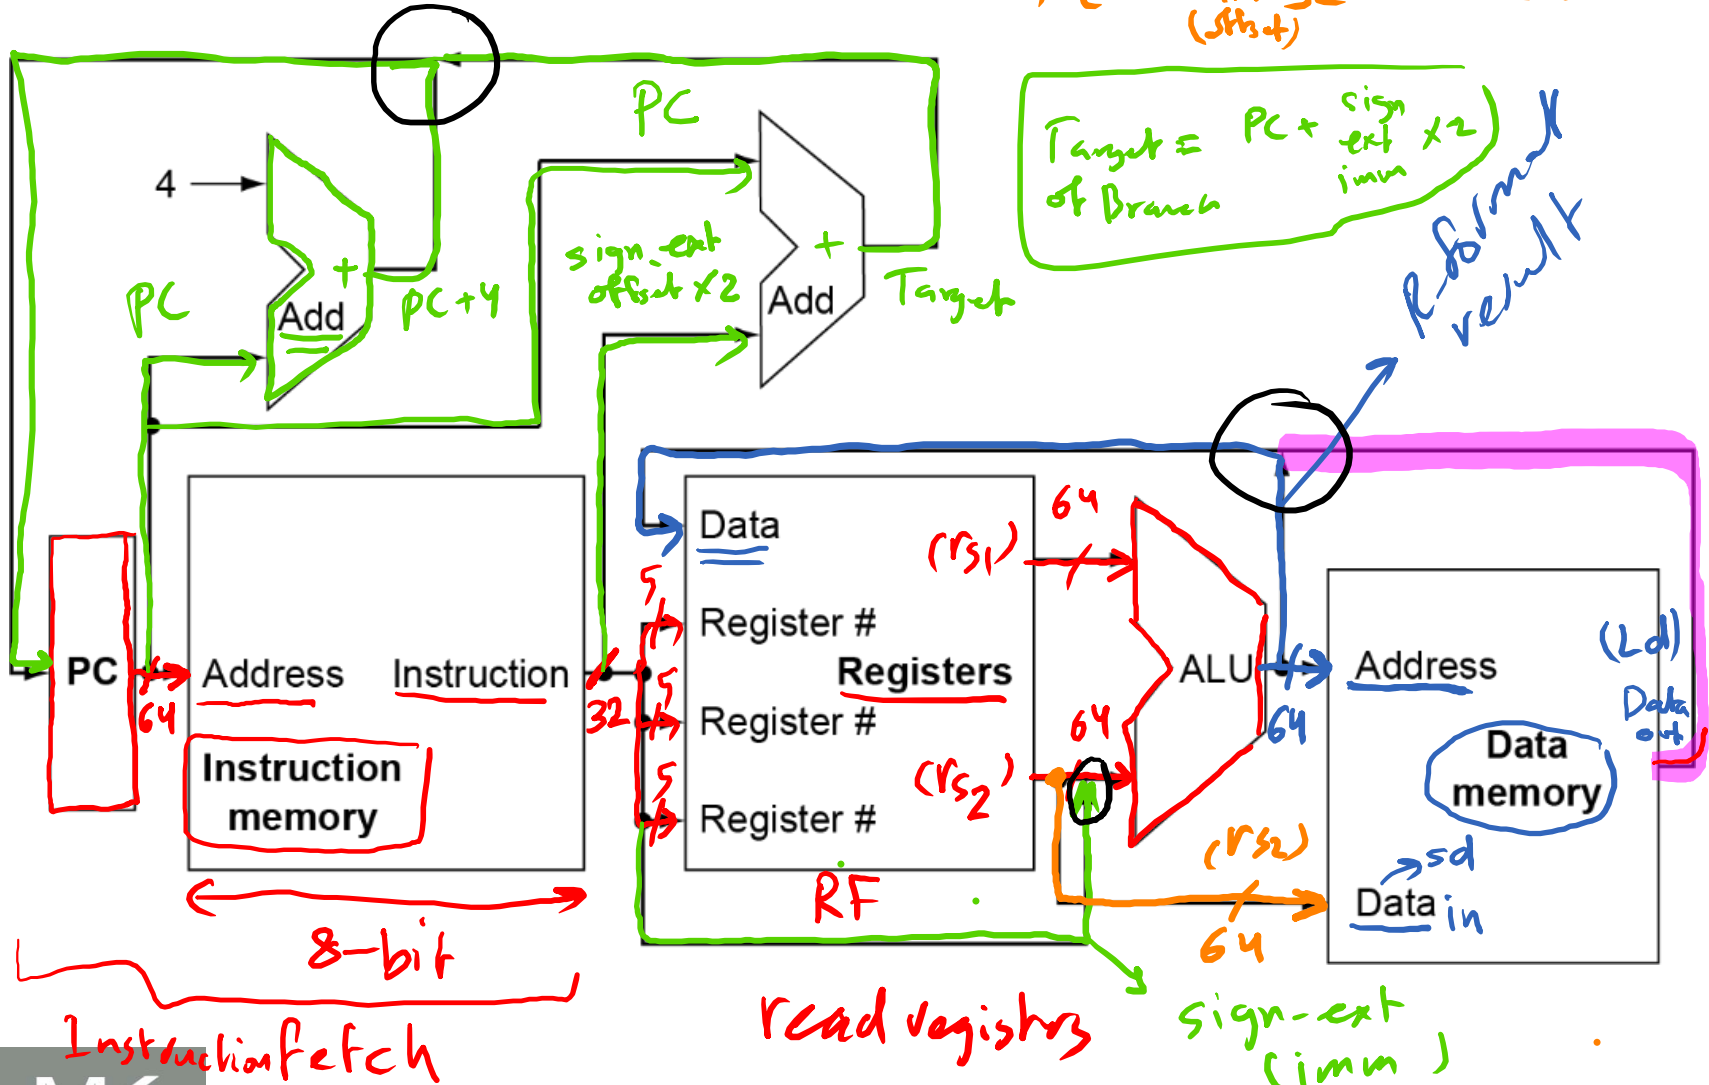 (offset)
PC
Target = PC + sign ext imm x2
of Branch
4
sign-ext
offset x2
+
+
PC
Add
PC+4
Add
Target
R-format
result
64
Data
(rs1)
5
Register #
(Ld)
PC
Address
Instruction
Registers
ALU
Address
64
32
5
Register #
64
64
Data
out
Instruction
memory
5
(rs2)
Data
memory
Register #
(rs2)
sd
RF
Data in
8-bit
64
read registers
sign-ext
(imm)
Instruction fetch